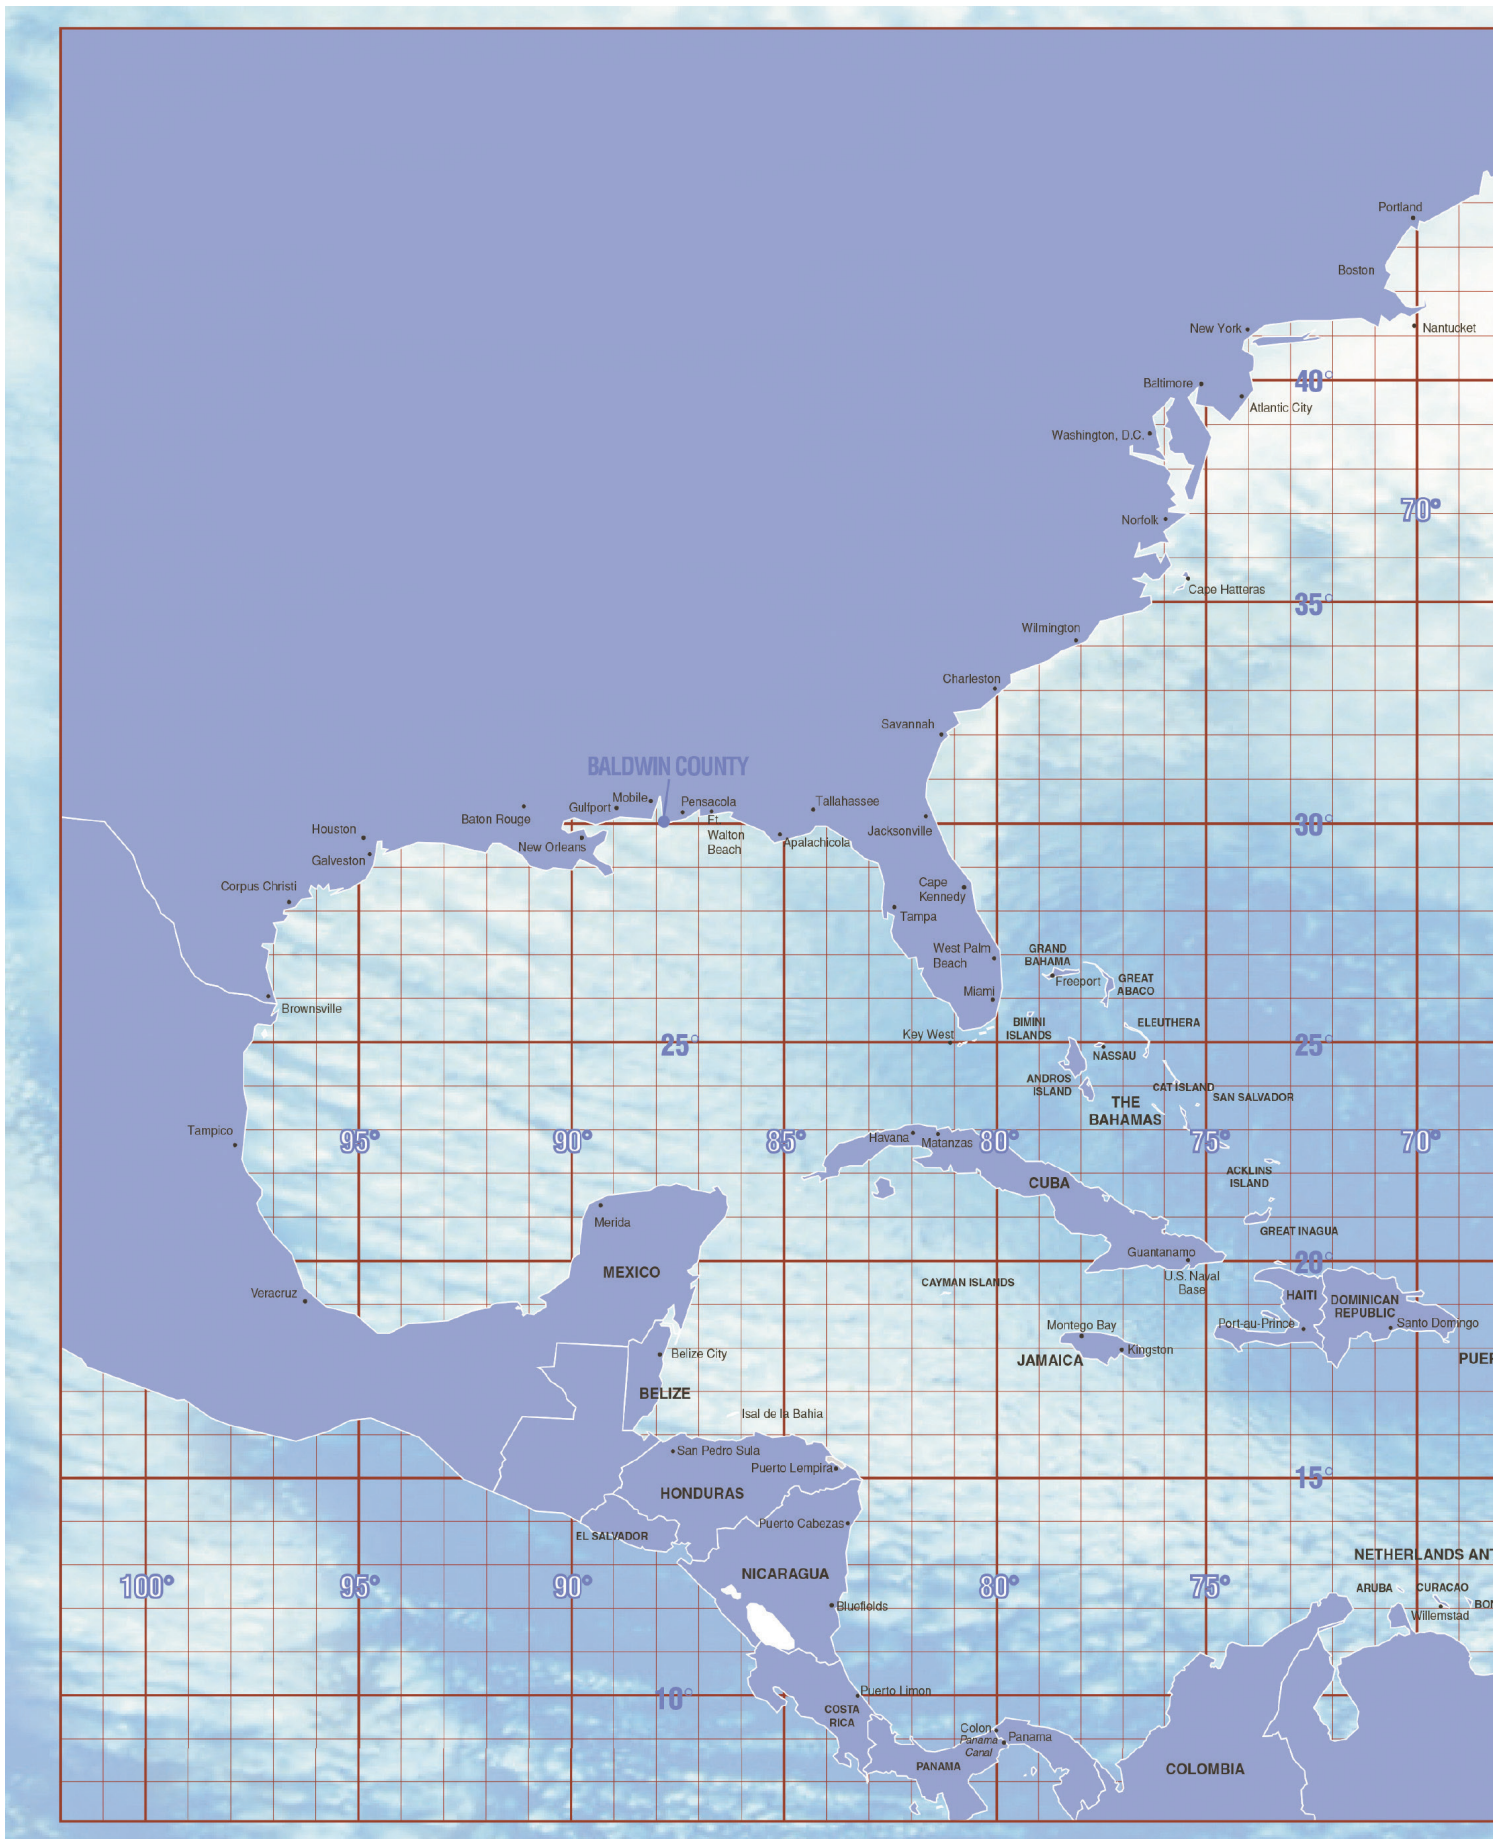 Portland
Boston
New York
Nantucket
40°
Baltimore
Atlantic City
Washington, D.C.
70°
Norfolk
Cape Hatteras
35°
Wilmington
Charleston
Savannah
BALDWIN COUNTY
Mobile
Pensacola
Tallahassee
Gulfport
Baton Rouge
Ft.
Walton
Beach
Houston
Jacksonville
30°
New Orleans
Apalachicola
Galveston
Corpus Christi
Cape
Kennedy
Tampa
West Palm
Beach
GRAND
BAHAMA
Freeport
GREAT
ABACO
Miami
Brownsville
BIMINI
ISLANDS
ELEUTHERA
Key West
25°
25°
NASSAU
ANDROS
ISLAND
CAT ISLAND
SAN SALVADOR
THE
BAHAMAS
Tampico
95°
90°
85°
Havana
Matanzas
80°
75°
70°
ACKLINS
ISLAND
CUBA
Merida
GREAT INAGUA
Guantanamo
20°
MEXICO
U.S. Naval
Base
CAYMAN ISLANDS
Veracruz
HAITI
DOMINICAN
REPUBLIC
Montego Bay
Port-au-Prince
Santo Domingo
Belize City
Kingston
JAMAICA
PUER
BELIZE
Isal de la Bahia
San Pedro Sula
Puerto Lempira
15°
HONDURAS
Puerto Cabezas
EL SALVADOR
NETHERLANDS ANT
NICARAGUA
100°
95°
90°
80°
75°
ARUBA
CURACAO
Bluefields
BON
Willemstad
Puerto Limon
10°
COSTA
RICA
Colon
Panama
Canal
Panama
PANAMA
COLOMBIA